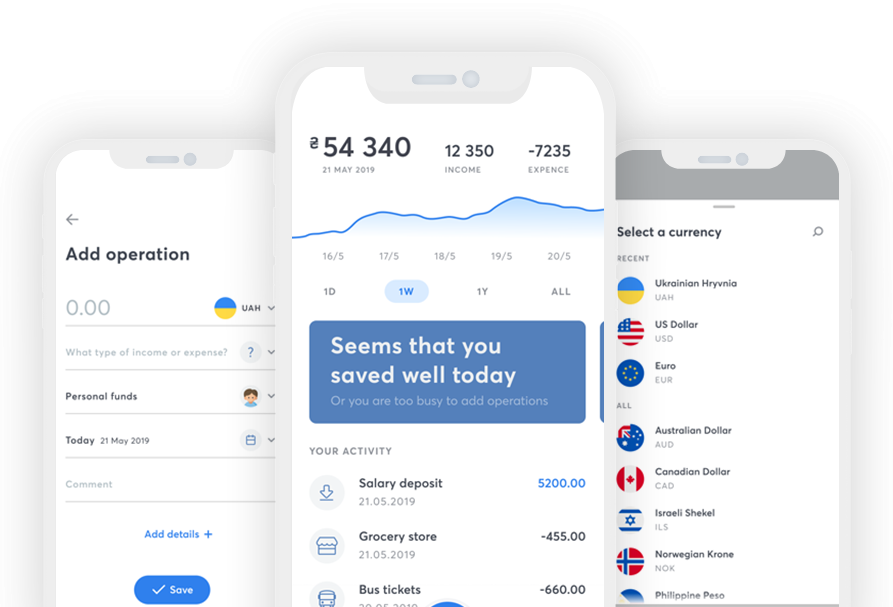 Add operation
0.00
UAH
What type of income or expense?
?
Personal funds
Today 21 May 2019
Comment
Add details +
Save
₴ 54 340
21 MAY 2019
12 350
INCOME
-7235
EXPENCE
16/5 17/5 18/5 19/5 20/5
1D 1W 1Y ALL
Seems that you
saved well today
Or you are too busy to add operations
YOUR ACTIVITY
Salary deposit 5200.00
21.05.2019
Grocery store -455.00
21.05.2019
Bus tickets -660.00
20.05.2019
Select a currency
RECENT
Ukrainian Hryvnia
UAH
US Dollar
USD
Euro
EUR
ALL
Australian Dollar
AUD
Canadian Dollar
CAD
Israeli Shekel
ILS
Norwegian Krone
NOK
Philippine Peso